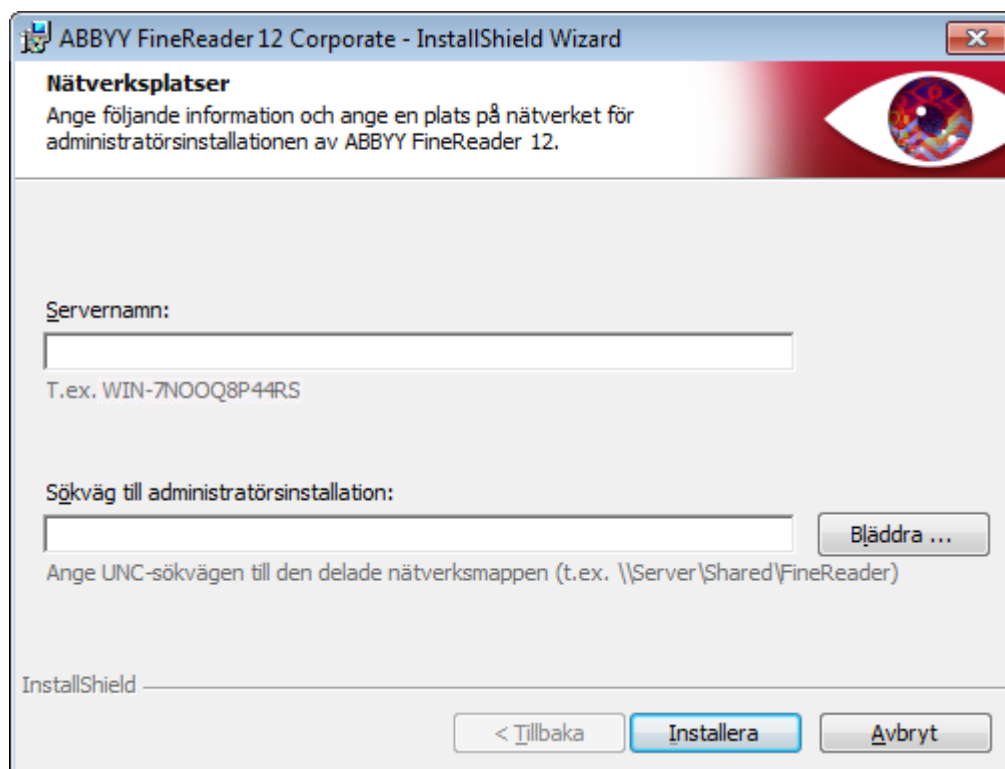 ABBYY FineReader 12 Corporate - InstallShield Wizard
Nätverksplatser
Ange följande information och ange en plats på nätverket för
administratörsinstallationen av ABBYY FineReader 12.
Servernamn:
T.ex. WIN-7NOOQ8P44RS
Sökväg till administratörsinstallation:
Bläddra ...
Ange UNC-sökvägen till den delade nätverksmappen (t.ex. \\Server\Shared\FineReader)
InstallShield
< Tillbaka
Installera
Avbryt